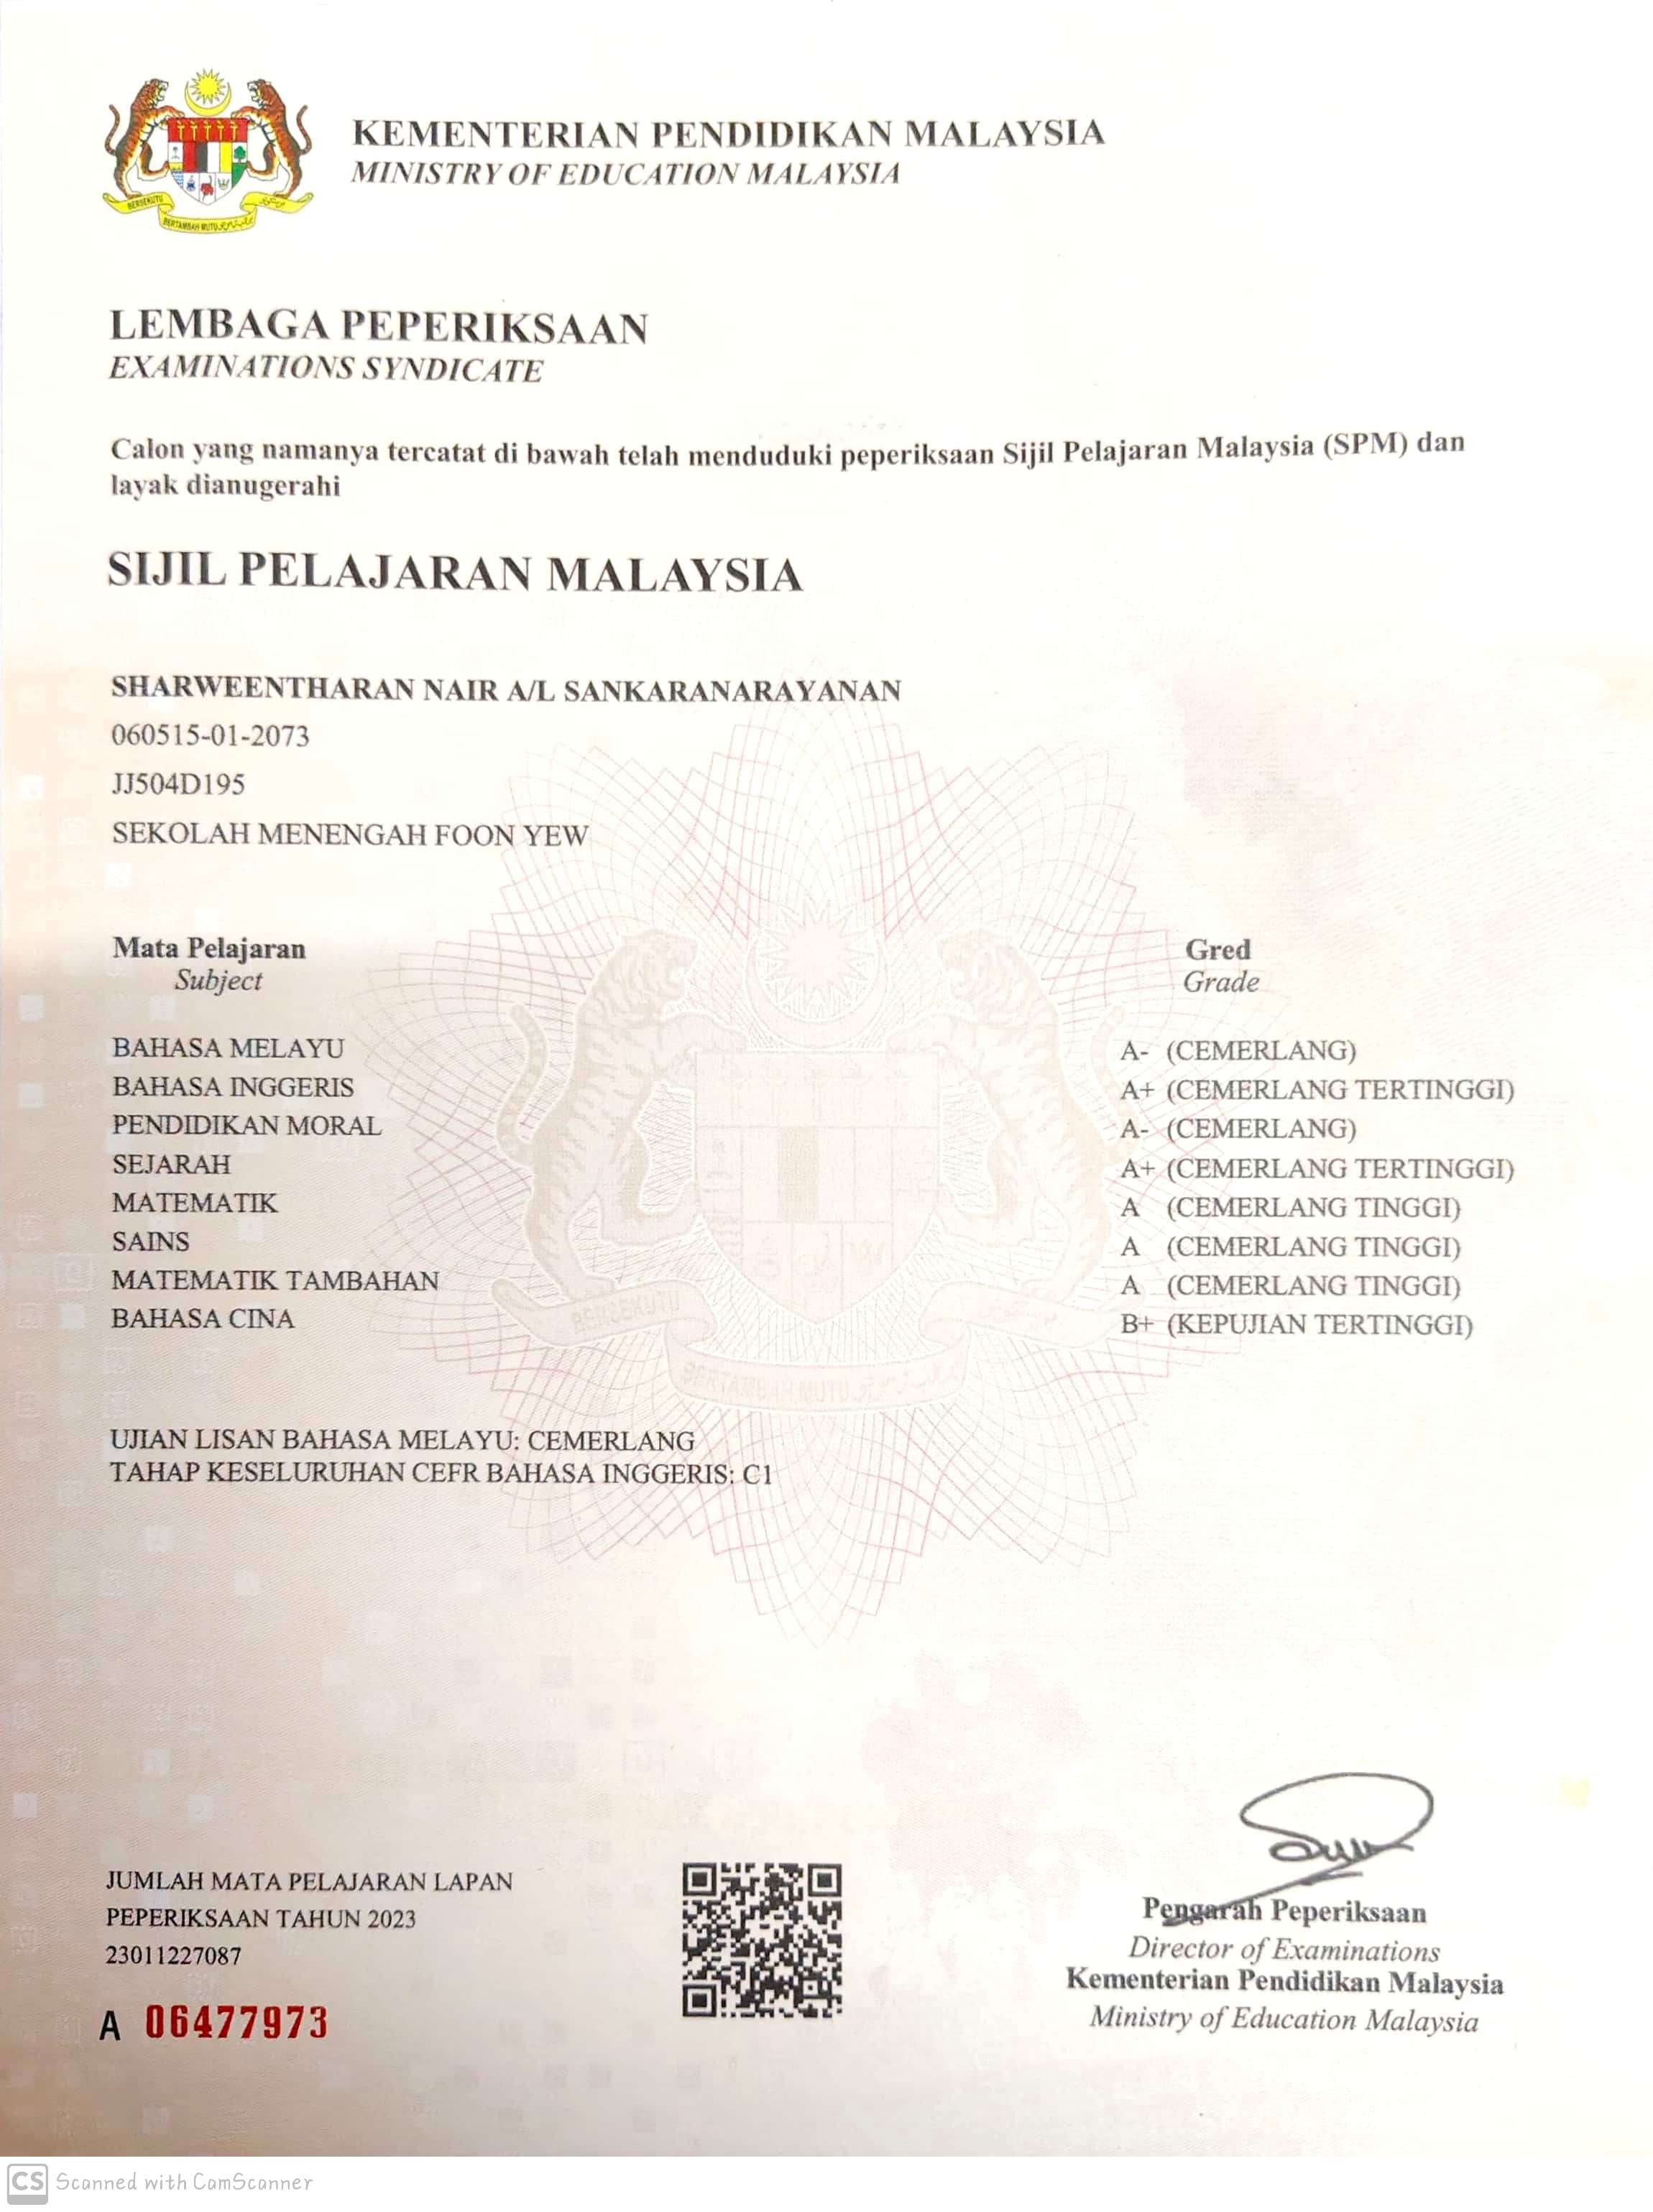 KEMENTERIAN PENDIDIKAN MALAYSIA
MINISTRY OF EDUCATION MALAYSIA
BERSEKUTU
BERTAMBAH MUTU
LEMBAGA PEPERIKSAAN
EXAMINATIONS SYNDICATE
Calon yang namanya tercatat di bawah telah menduduki peperiksaan Sijil Pelajaran Malaysia (SPM) dan
layak dianugerahi
SIJIL PELAJARAN MALAYSIA
SHARWEENTHARAN NAIR A/L SANKARANARAYANAN
060515-01-2073
JJ504D195
SEKOLAH MENENGAH FOON YEW
Mata Pelajaran Gred
Subject Grade
BAHASA MELAYU A- (CEMERLANG)
BAHASA INGGERIS A+ (CEMERLANG TERTINGGI)
PENDIDIKAN MORAL A- (CEMERLANG)
SEJARAH A+ (CEMERLANG TERTINGGI)
MATEMATIK A (CEMERLANG TINGGI)
SAINS A (CEMERLANG TINGGI)
MATEMATIK TAMBAHAN A (CEMERLANG TINGGI)
BAHASA CINA B+ (KEPUJIAN TERTINGGI)
BERSEKUTU
BERTAMBAH MUTU
UJIAN LISAN BAHASA MELAYU: CEMERLANG
TAHAP KESELURUHAN CEFR BAHASA INGGERIS: C1
JUMLAH MATA PELAJARAN LAPAN
PEPERIKSAAN TAHUN 2023
23011227087
A 06477973
Pengarah Peperiksaan
Director of Examinations
Kementerian Pendidikan Malaysia
Ministry of Education Malaysia
CS Scanned with CamScanner